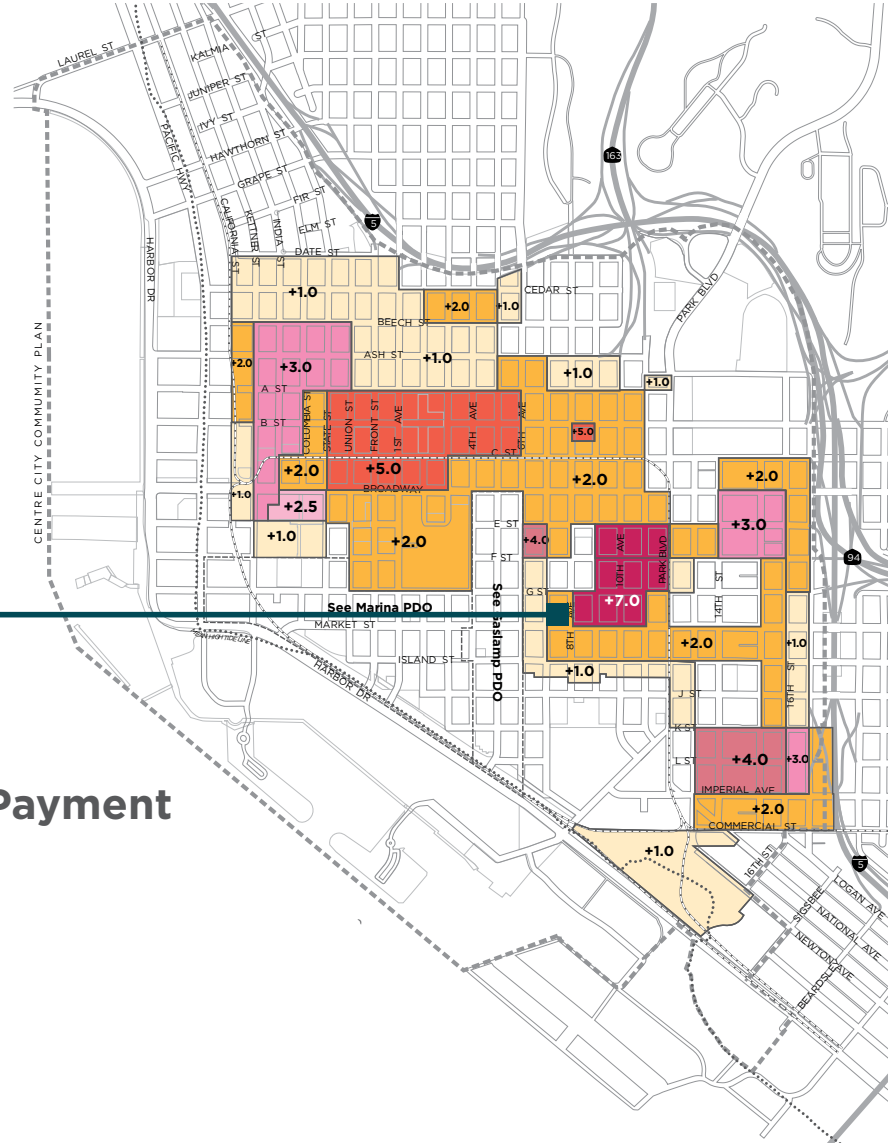 LAUREL ST
KALMIA
ST
JUNIPER ST
IVY ST
HAWTHORN ST
GRAPE ST
FIR ST
ELM ST
DATE ST
PACIFIC HWY
CALIFORNIA ST
KETTNER ST
INDIA ST
HARBOR DR
CENTRE CITY COMMUNITY PLAN
163
5
PARK BLVD
CEDAR ST
+1.0
+2.0
+1.0
BEECH ST
ASH ST
+1.0
+2.0
+3.0
+1.0
+1.0
A ST
B ST
COLUMBIA ST
STATE ST
UNION ST
FRONT ST
1ST AVE
4TH AVE
6TH AVE
+5.0
C ST
+2.0
+5.0
+2.0
+2.0
BROADWAY
+1.0
+2.5
+3.0
E ST
+4.0
+1.0
+2.0
F ST
10TH AVE
PARK BLVD
94
14TH ST
G ST
+7.0
See Marina PDO
MARKET ST
See Gaslamp PDO
8TH AVE
+2.0
+1.0
16TH ST
ISLAND ST
+1.0
HARBOR DR
J ST
K ST
L ST
+4.0
+3.0
IMPERIAL AVE
+2.0
COMMERCIAL ST
Payment
+1.0
16TH ST
5
LOGAN AVE
SIGSBEE
NATIONAL AVE
NEWTON AVE
BEARDSLE